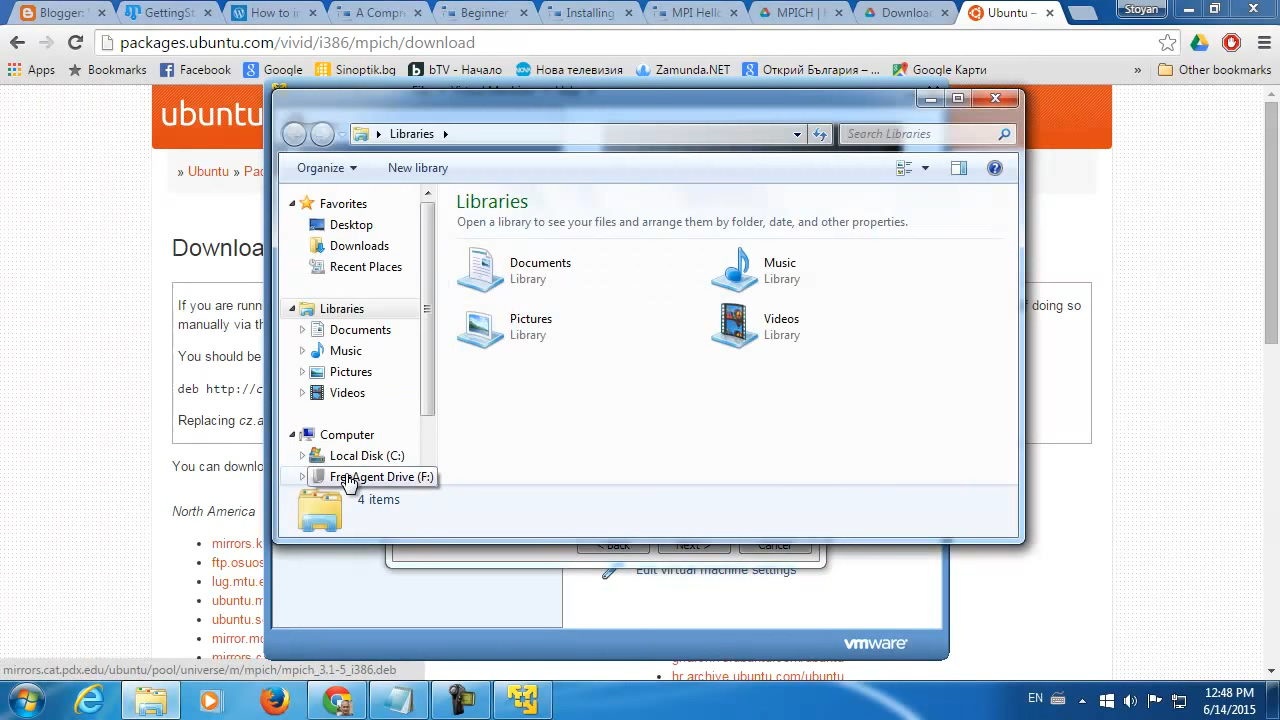 Blogger:
GettingSt
How to in
A Compre
Beginner
Installing
MPI Hello
MPICH |
Downloa
Ubuntu –
Stoyan
packages.ubuntu.com/vivid/i386/mpich/download
Apps
Bookmarks
Facebook
Google
Sinoptik.bg
bTV - Начало
Нова телевизия
Zamunda.NET
Открий България – ...
Google Карти
»
Other bookmarks
ubuntu
» Ubuntu » Pac
Downloa
If you are runn
of doing so
manually via th
You should be
deb http://c
Replacing cz.a
You can downlo
North America
mirrors.k
ftp.osuos
lug.mtu.e
ubuntu.m
ubuntu.s
mirror.mc
Libraries
Search Libraries
Organize
New library
Favorites
Desktop
Downloads
Recent Places
Libraries
Documents
Music
Pictures
Videos
Computer
Local Disk (C:)
FreeAgent Drive (F:)
Libraries
Open a library to see your files and arrange them by folder, date, and other properties.
Documents
Library
Music
Library
Pictures
Library
Videos
Library
4 items
< Back
Next >
Cancel
Edit virtual machine settings
vmware
hr.archive.ubuntu.com/ubuntu
mirrors.cat.pdx.edu/ubuntu/pool/universe/m/mpich/mpich_3.1-5_i386.deb
EN
12:48 PM
6/14/2015